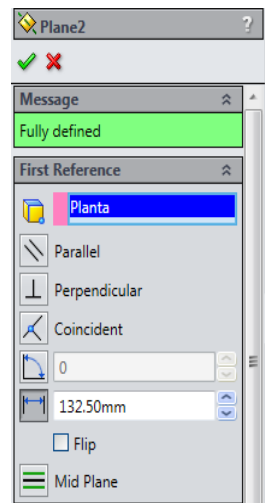 Plane2 ?
Message
Fully defined
First Reference
Planta
Parallel
Perpendicular
Coincident
0
132.50mm
Flip
Mid Plane